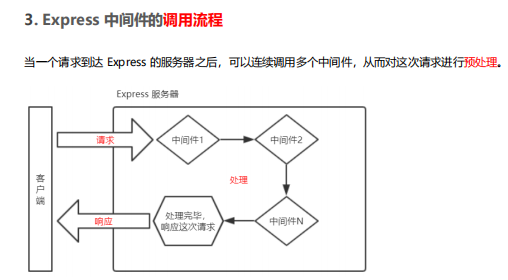 3. Express 中间件的调用流程
当一个请求到达 Express 的服务器之后，可以连续调用多个中间件，从而对这次请求进行预处理。
Express 服务器
客户端
请求
中间件1
中间件2
处理
响应
处理完毕，
响应这次请求
中间件N